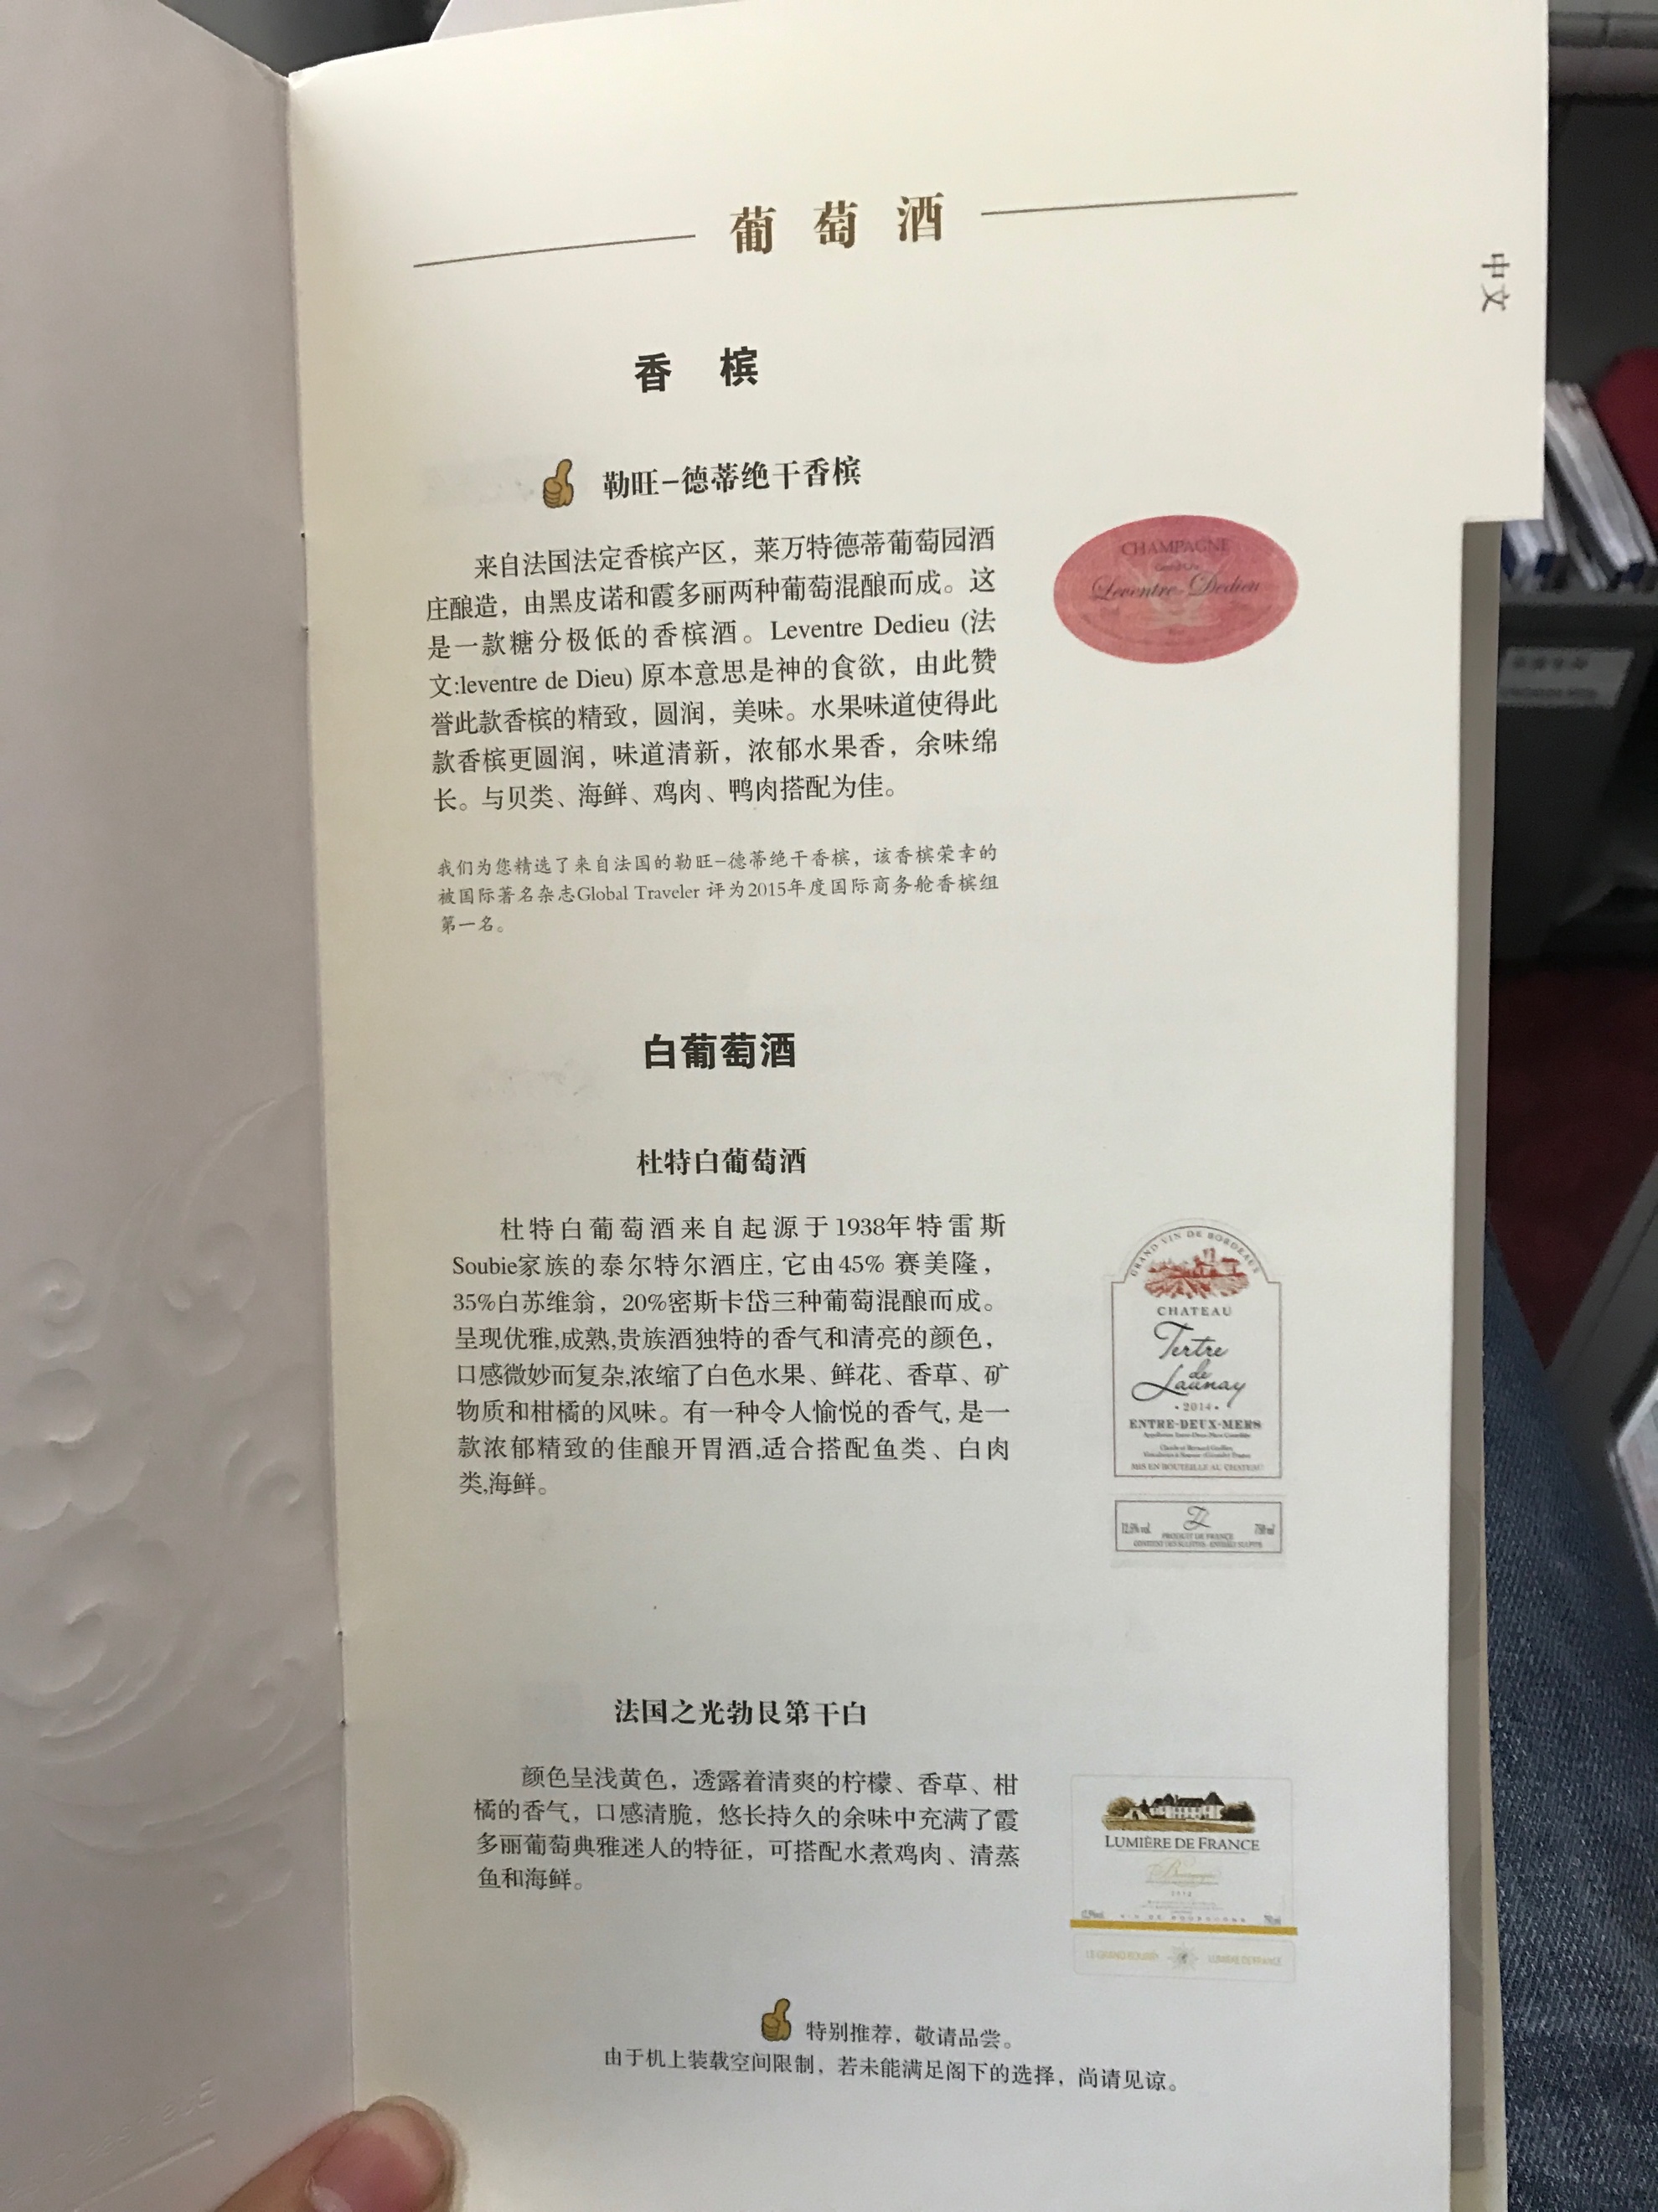 葡萄酒
中文
香槟
勒旺-德蒂绝干香槟
来自法国法定香槟产区，莱万特德蒂葡萄园酒
庄酿造，由黑皮诺和霞多丽两种葡萄混酿而成。这
是一款糖分极低的香槟酒。Leventre Dedieu (法
文:leventre de Dieu) 原本意思是神的食欲，由此赞
誉此款香槟的精致，圆润，美味。水果味道使得此
款香槟更圆润，味道清新，浓郁水果香，余味绵
长。与贝类、海鲜、鸡肉、鸭肉搭配为佳。
CHAMPAGNE
Leventre-Dedieu
我们为您精选了来自法国的勒旺-德蒂绝干香槟，该香槟荣幸的
被国际著名杂志Global Traveler 评为2015年度国际商务舱香槟组
第一名。
白葡萄酒
杜特白葡萄酒
杜特白葡萄酒来自起源于1938年特雷斯
Soubie家族的泰尔特尔酒庄, 它由45% 赛美隆，
35%白苏维翁，20%密斯卡岱三种葡萄混酿而成。
呈现优雅,成熟,贵族酒独特的香气和清亮的颜色，
口感微妙而复杂,浓缩了白色水果、鲜花、香草、矿
物质和柑橘的风味。有一种令人愉悦的香气, 是一
款浓郁精致的佳酿开胃酒,适合搭配鱼类、白肉
类,海鲜。
GRAND VIN DE BORDEAUX
CHATEAU
Tertre
de
Launay
·2014·
ENTRE-DEUX-MERS
MIS EN BOUTEILLE AU CHATEAU
12.5% vol.
PRODUIT DE FRANCE
750 ml
法国之光勃艮第干白
颜色呈浅黄色，透露着清爽的柠檬、香草、柑
橘的香气，口感清脆，悠长持久的余味中充满了霞
多丽葡萄典雅迷人的特征，可搭配水煮鸡肉、清蒸
鱼和海鲜。
LUMIÈRE DE FRANCE
Bourgogne
VIN DE BOURGOGNE
750 ml
LUMIÈRE DE FRANCE
特别推荐，敬请品尝。
由于机上装载空间限制，若未能满足阁下的选择，尚请见谅。